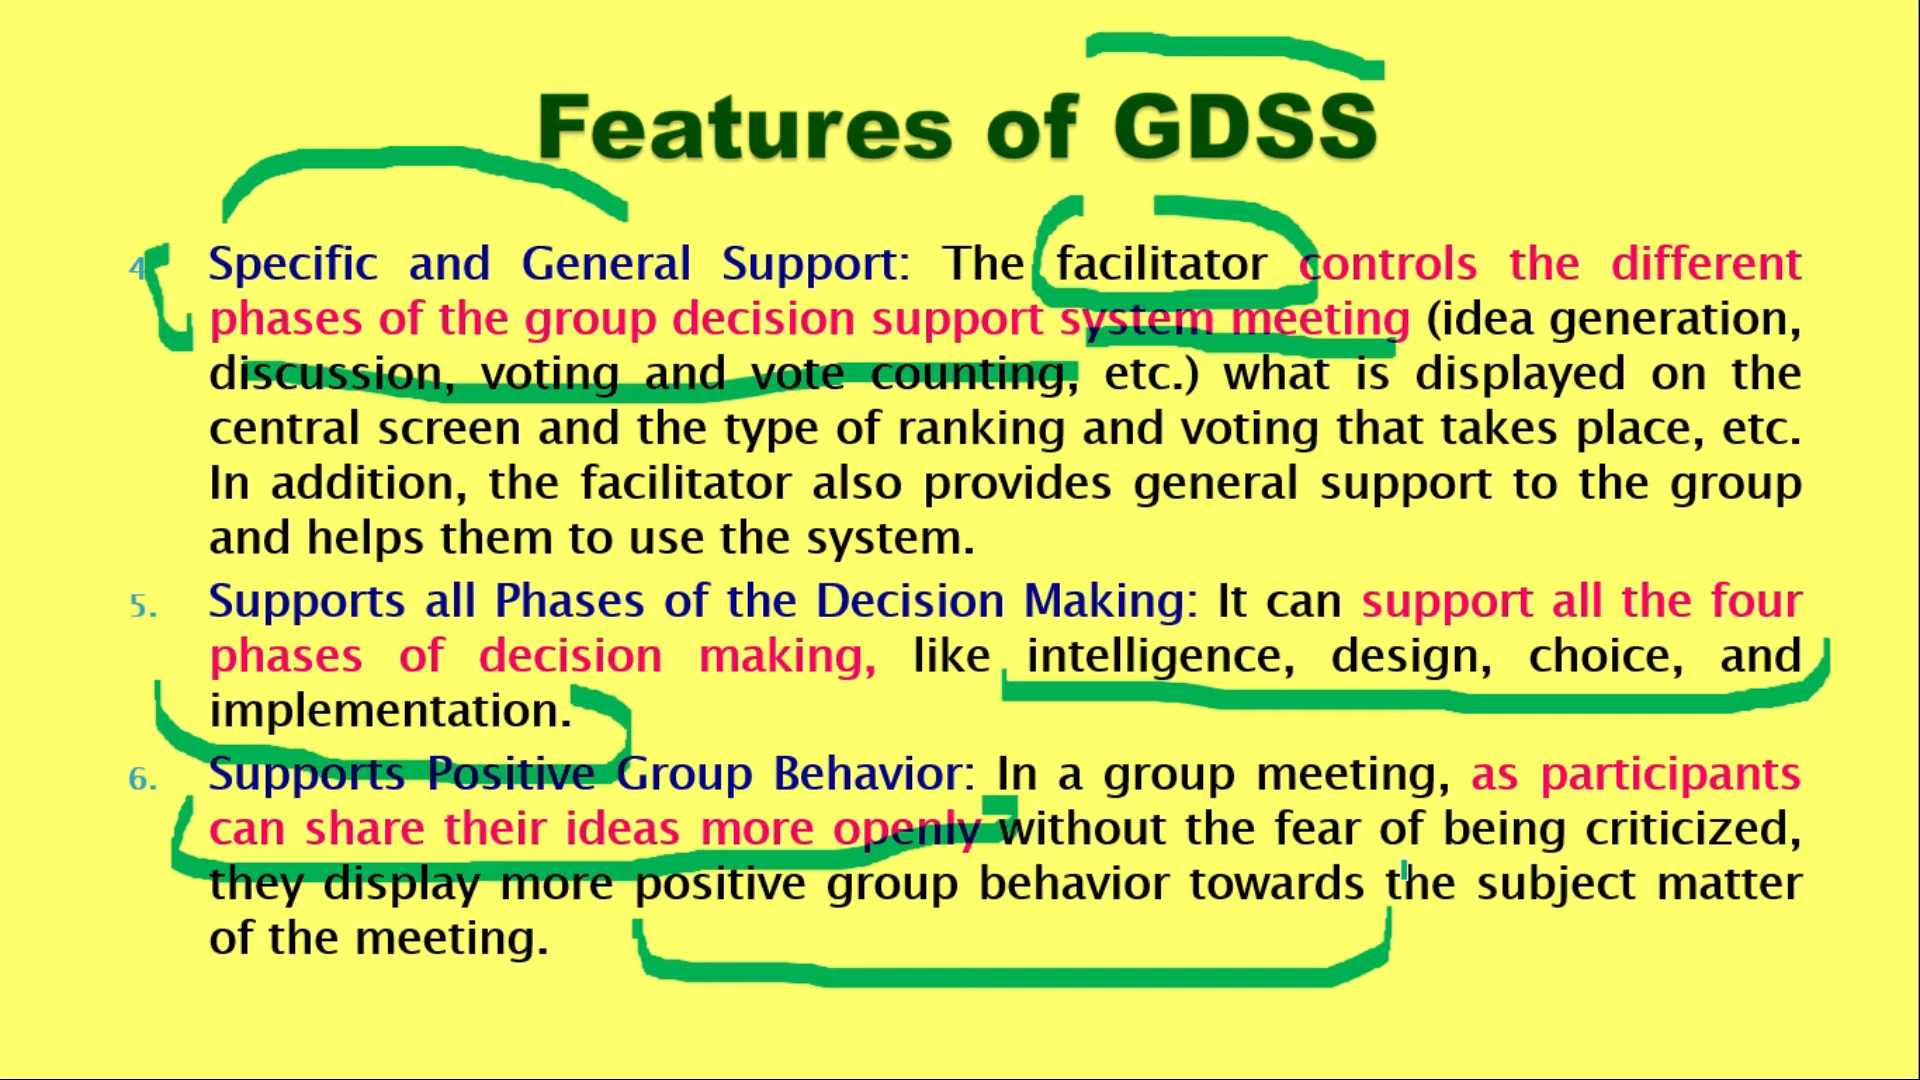 Features of GDSS
4. Specific and General Support: The facilitator controls the different
phases of the group decision support system meeting (idea generation,
discussion, voting and vote counting, etc.) what is displayed on the
central screen and the type of ranking and voting that takes place, etc.
In addition, the facilitator also provides general support to the group
and helps them to use the system.
5. Supports all Phases of the Decision Making: It can support all the four
phases of decision making, like intelligence, design, choice, and
implementation.
6. Supports Positive Group Behavior: In a group meeting, as participants
can share their ideas more openly without the fear of being criticized,
they display more positive group behavior towards the subject matter
of the meeting.